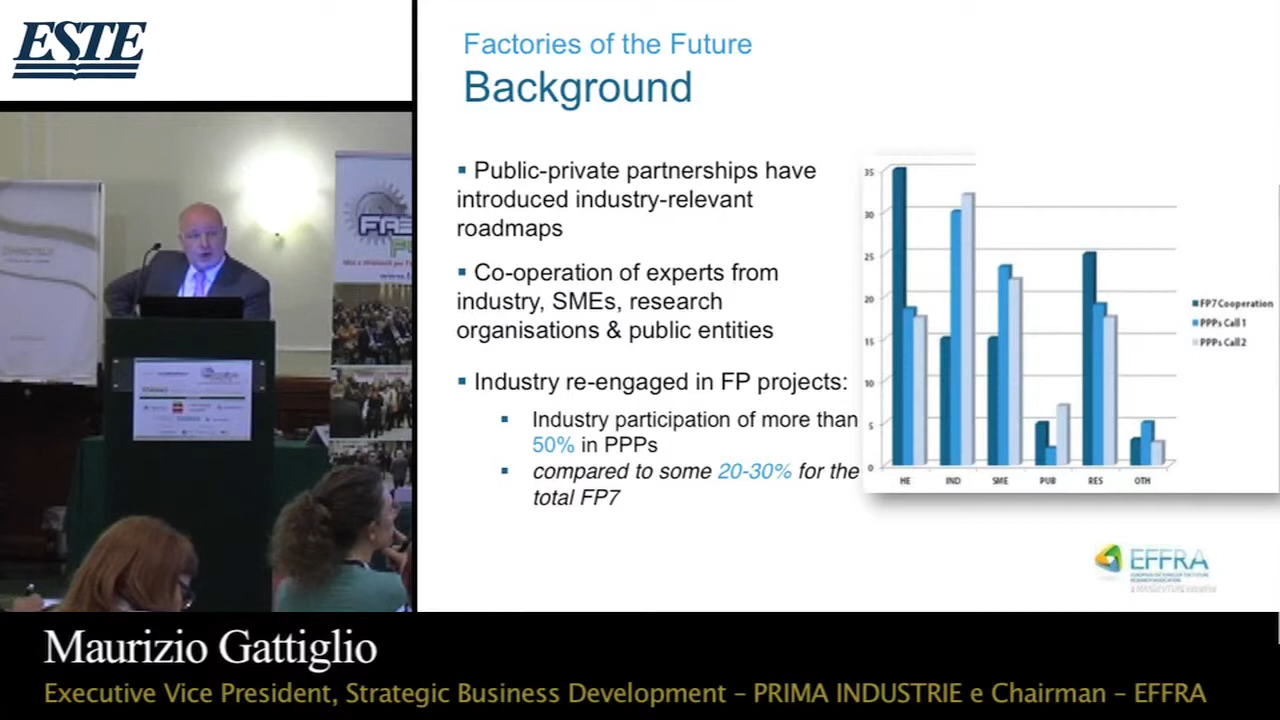 ESTE
Factories of the Future
Background
▪ Public-private partnerships have
introduced industry-relevant
roadmaps
▪ Co-operation of experts from
industry, SMEs, research
organisations & public entities
▪ Industry re-engaged in FP projects:
▪ Industry participation of more than
50% in PPPs
▪ compared to some 20-30% for the
total FP7
35
30
25
20
15
10
5
0
HE IND SME PUB RES OTH
FP7 Cooperation
PPPs Call 1
PPPs Call 2
EFFRA
Maurizio Gattiglio
Executive Vice President, Strategic Business Development – PRIMA INDUSTRIE e Chairman – EFFRA